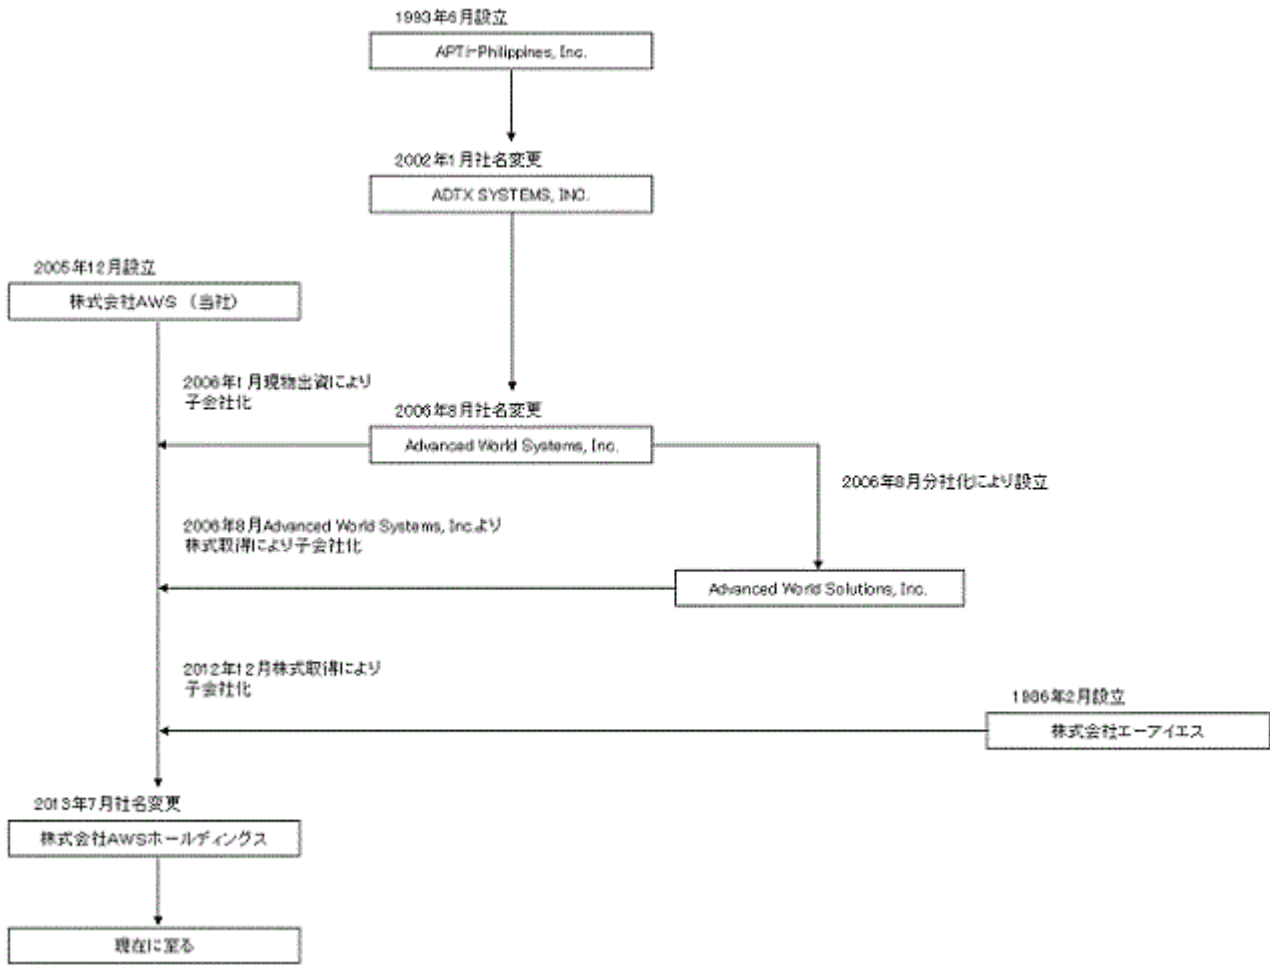 1993年6月設立
APTi-Philippines, Inc.
2002年1月社名変更
ADTX SYSTEMS, INC.
2005年12月設立
株式会社AWS （当社）
2006年1月現物出資により
子会社化
2006年8月社名変更
Advanced World Systems, Inc.
2006年8月分社化により設立
2006年8月Advanced World Systems, Inc.より
株式取得により子会社化
Advanced World Solutions, Inc.
2012年12月株式取得により
子会社化
1986年2月設立
株式会社エーアイエス
2013年7月社名変更
株式会社AWSホールディングス
現在に至る